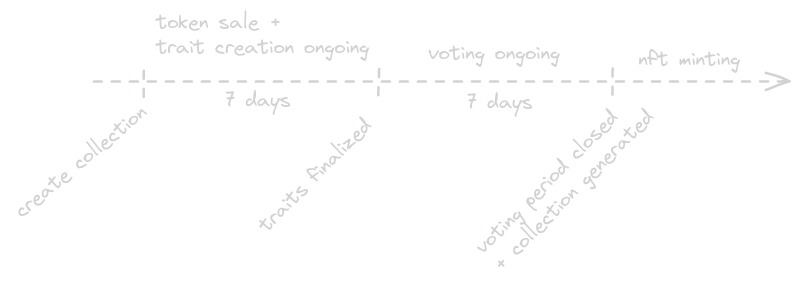 token sale +
trait creation ongoing
voting ongoing
nft minting
7 days
7 days
create collection
traits finalized
voting period closed
+ collection generated